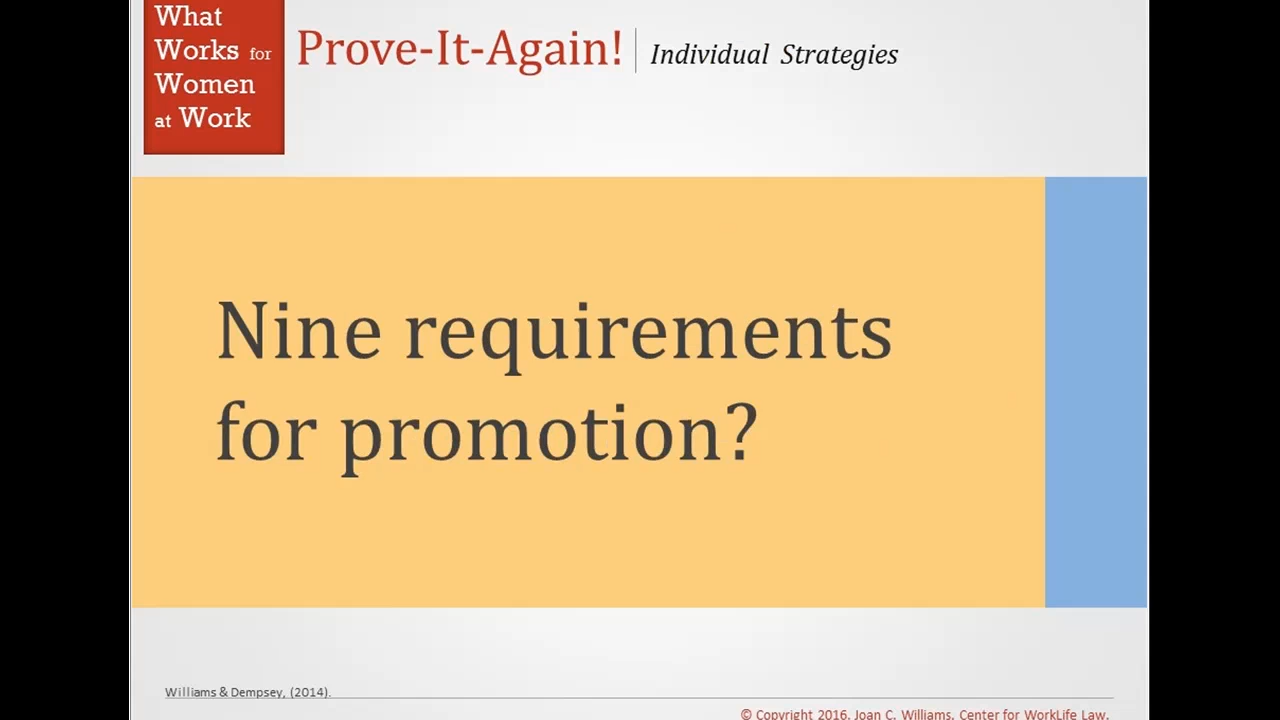 What
Works for
Women
at Work
Prove-It-Again! Individual Strategies
Nine requirements
for promotion?
Williams & Dempsey, (2014).
© Copyright 2016. Joan C. Williams. Center for WorkLife Law.